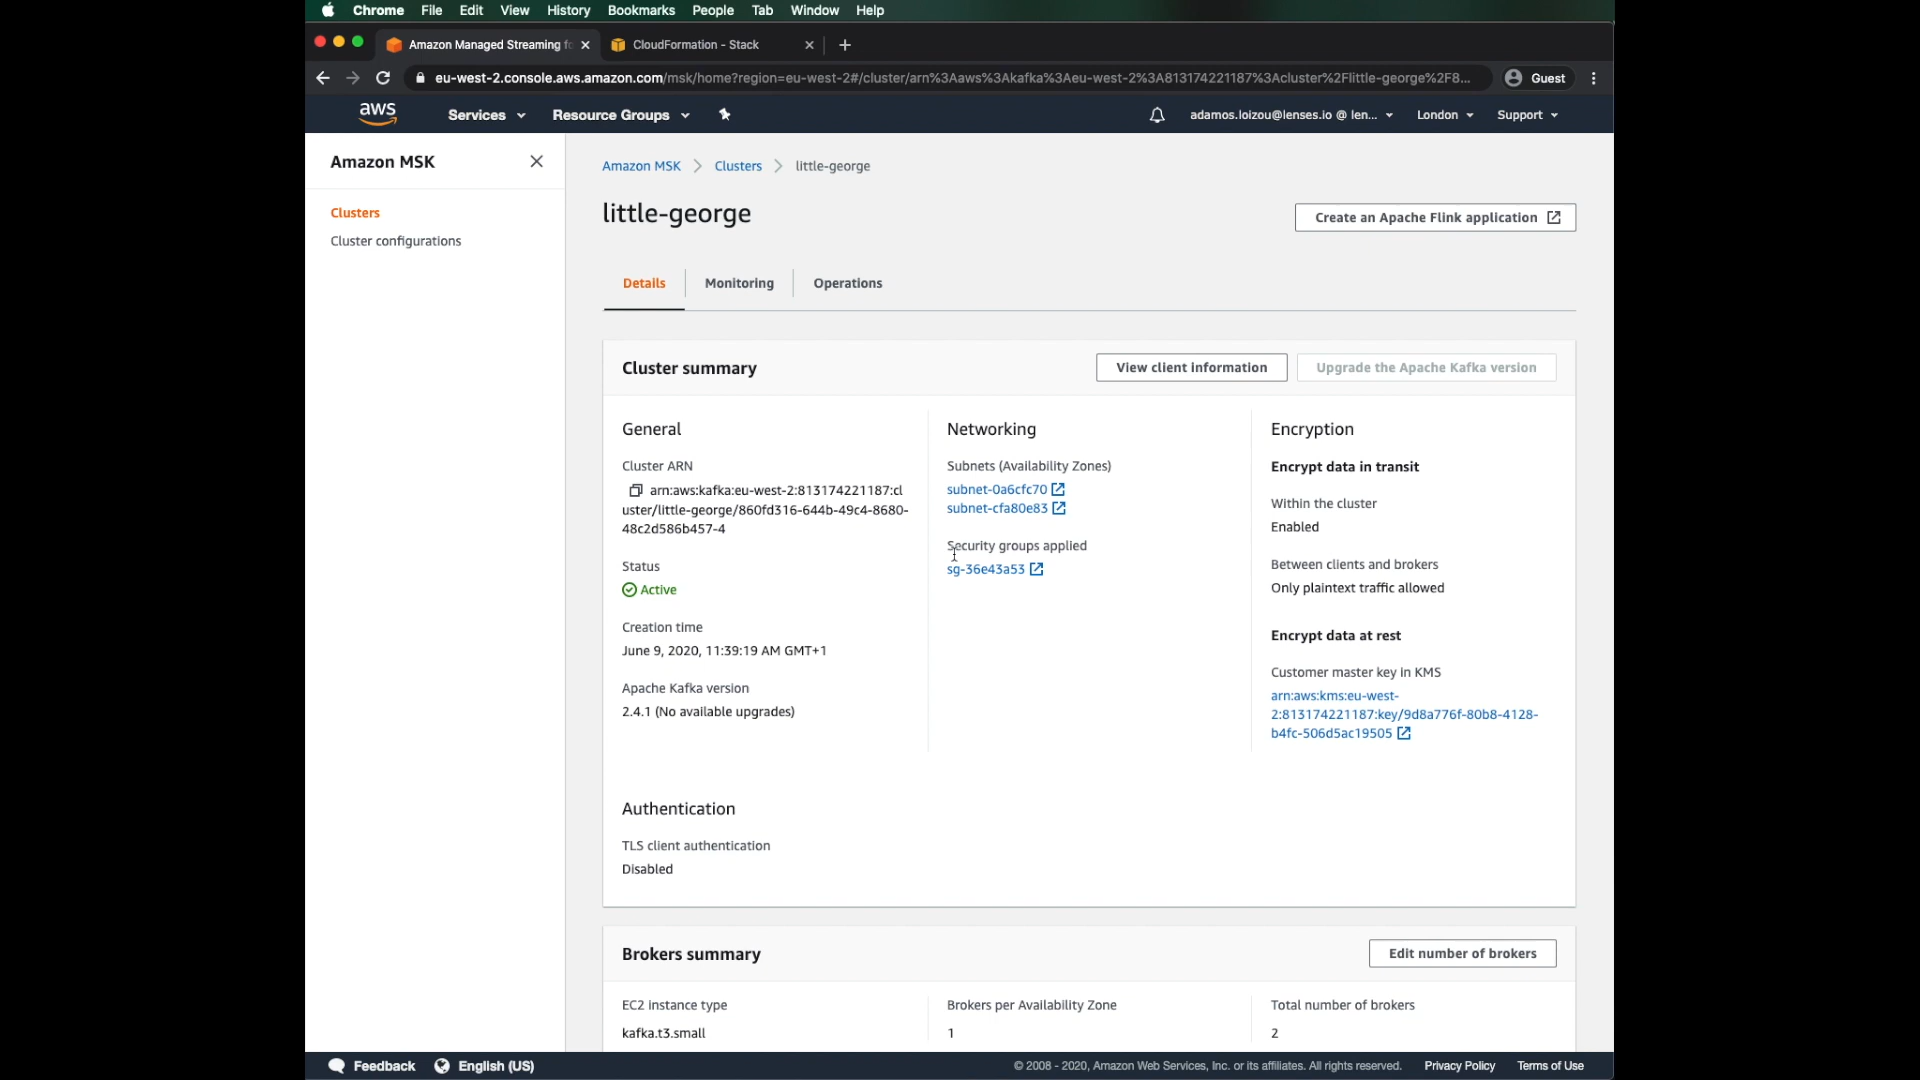 Chrome File Edit View History Bookmarks People Tab Window Help
Amazon Managed Streaming fo
CloudFormation - Stack
eu-west-2.console.aws.amazon.com/msk/home?region=eu-west-2#/cluster/arn%3Aaws%3Akafka%3Aeu-west-2%3A813174221187%3Acluster%2Flittle-george%2F8...
Guest
aws
Services
Resource Groups
adamos.loizou@lenses.io @ len...
London
Support
Amazon MSK
Clusters
Cluster configurations
Amazon MSK
Clusters
little-george
little-george
Create an Apache Flink application
Details
Monitoring
Operations
Cluster summary
View client information
Upgrade the Apache Kafka version
General
Cluster ARN
arn:aws:kafka:eu-west-2:813174221187:cl
uster/little-george/860fd316-644b-49c4-8680-
48c2d586b457-4
Status
Active
Creation time
June 9, 2020, 11:39:19 AM GMT+1
Apache Kafka version
2.4.1 (No available upgrades)
Networking
Subnets (Availability Zones)
subnet-0a6cfc70
subnet-cfa80e83
Security groups applied
sg-36e43a53
Encryption
Encrypt data in transit
Within the cluster
Enabled
Between clients and brokers
Only plaintext traffic allowed
Encrypt data at rest
Customer master key in KMS
arn:aws:kms:eu-west-
2:813174221187:key/9d8a776f-80b8-4128-
b4fc-506d5ac19505
Authentication
TLS client authentication
Disabled
Brokers summary
Edit number of brokers
EC2 instance type
kafka.t3.small
Brokers per Availability Zone
1
Total number of brokers
2
Feedback
English (US)
© 2008 - 2020, Amazon Web Services, Inc. or its affiliates. All rights reserved.
Privacy Policy
Terms of Use